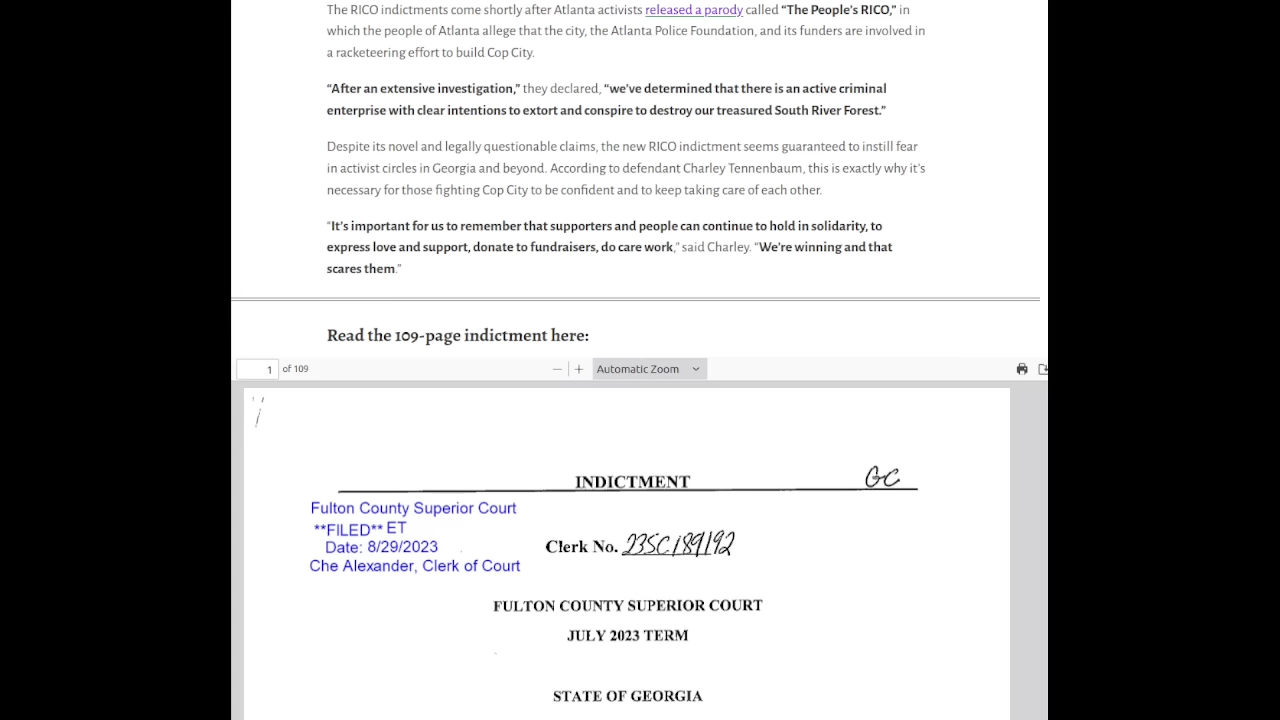 The RICO indictments come shortly after Atlanta activists released a parody called “The People’s RICO,” in
which the people of Atlanta allege that the city, the Atlanta Police Foundation, and its funders are involved in
a racketeering effort to build Cop City.
“After an extensive investigation,” they declared, “we’ve determined that there is an active criminal
enterprise with clear intentions to extort and conspire to destroy our treasured South River Forest.”
Despite its novel and legally questionable claims, the new RICO indictment seems guaranteed to instill fear
in activist circles in Georgia and beyond. According to defendant Charley Tennenbaum, this is exactly why it’s
necessary for those fighting Cop City to be confident and to keep taking care of each other.
“It’s important for us to remember that supporters and people can continue to hold in solidarity, to
express love and support, donate to fundraisers, do care work,” said Charley. “We’re winning and that
scares them.”
Read the 109-page indictment here:
1 of 109
Automatic Zoom
INDICTMENT
GC
Fulton County Superior Court
**FILED** ET
Date: 8/29/2023
Che Alexander, Clerk of Court
Clerk No. 23SC189192
FULTON COUNTY SUPERIOR COURT
JULY 2023 TERM
STATE OF GEORGIA